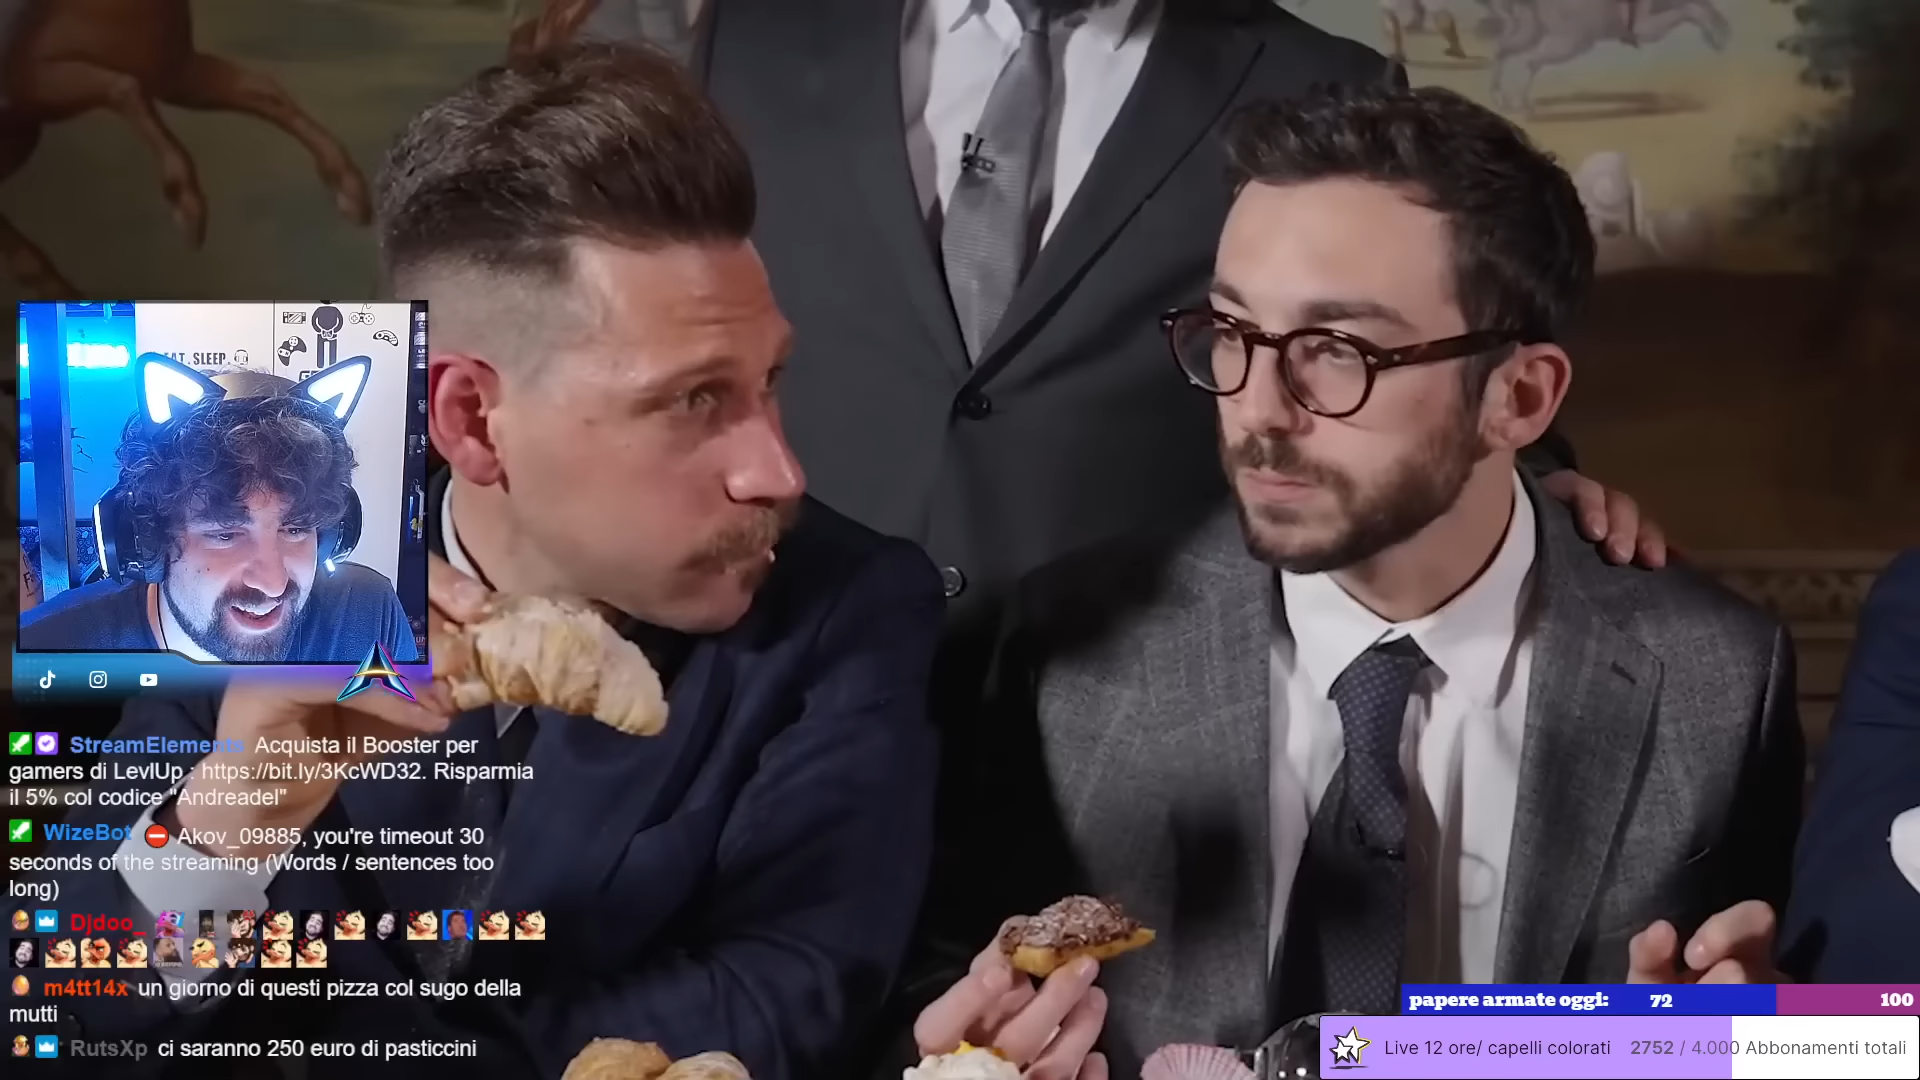 EAT.SLEEP.
StreamElements Acquista il Booster per
gamers di LevlUp : https://bit.ly/3KcWD32. Risparmia
il 5% col codice "Andreadel"
WizeBot Akov_09885, you're timeout 30
seconds of the streaming (Words / sentences too
long)
Djdoo_
m4tt14x un giorno di questi pizza col sugo della
mutti
RutsXp ci saranno 250 euro di pasticcini
papere armate oggi: 72 100
Live 12 ore/ capelli colorati 2752 / 4.000 Abbonamenti totali